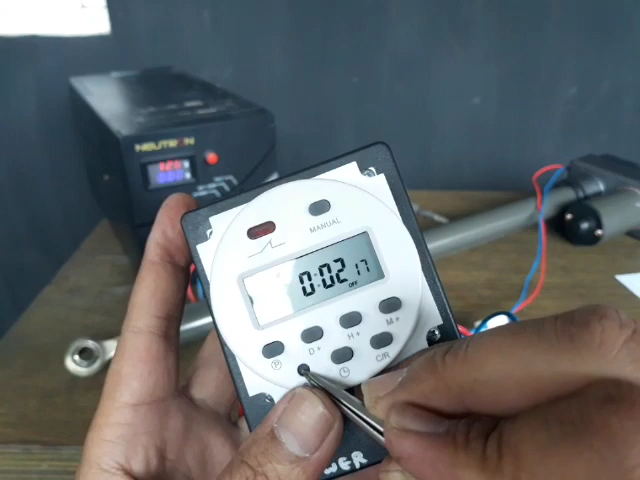 NEUTRON
MANUAL
0:02 17
OFF
D+
H+
M+
P
C/R
WER